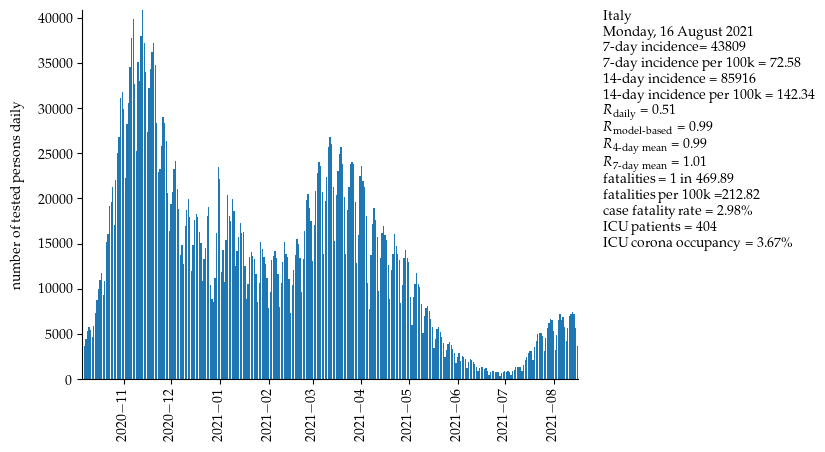 40000
35000
30000
25000
20000
15000
10000
5000
0
number of tested persons daily
2020−11
2020−12
2021−01
2021−02
2021−03
2021−04
2021−05
2021−06
2021−07
2021−08
Italy
Monday, 16 August 2021
7-day incidence= 43809
7-day incidence per 100k = 72.58
14-day incidence = 85916
14-day incidence per 100k = 142.34
Rdaily = 0.51
Rmodel-based = 0.99
R4-day mean = 0.99
R7-day mean = 1.01
fatalities = 1 in 469.89
fatalities per 100k =212.82
case fatality rate = 2.98%
ICU patients = 404
ICU corona occupancy = 3.67%